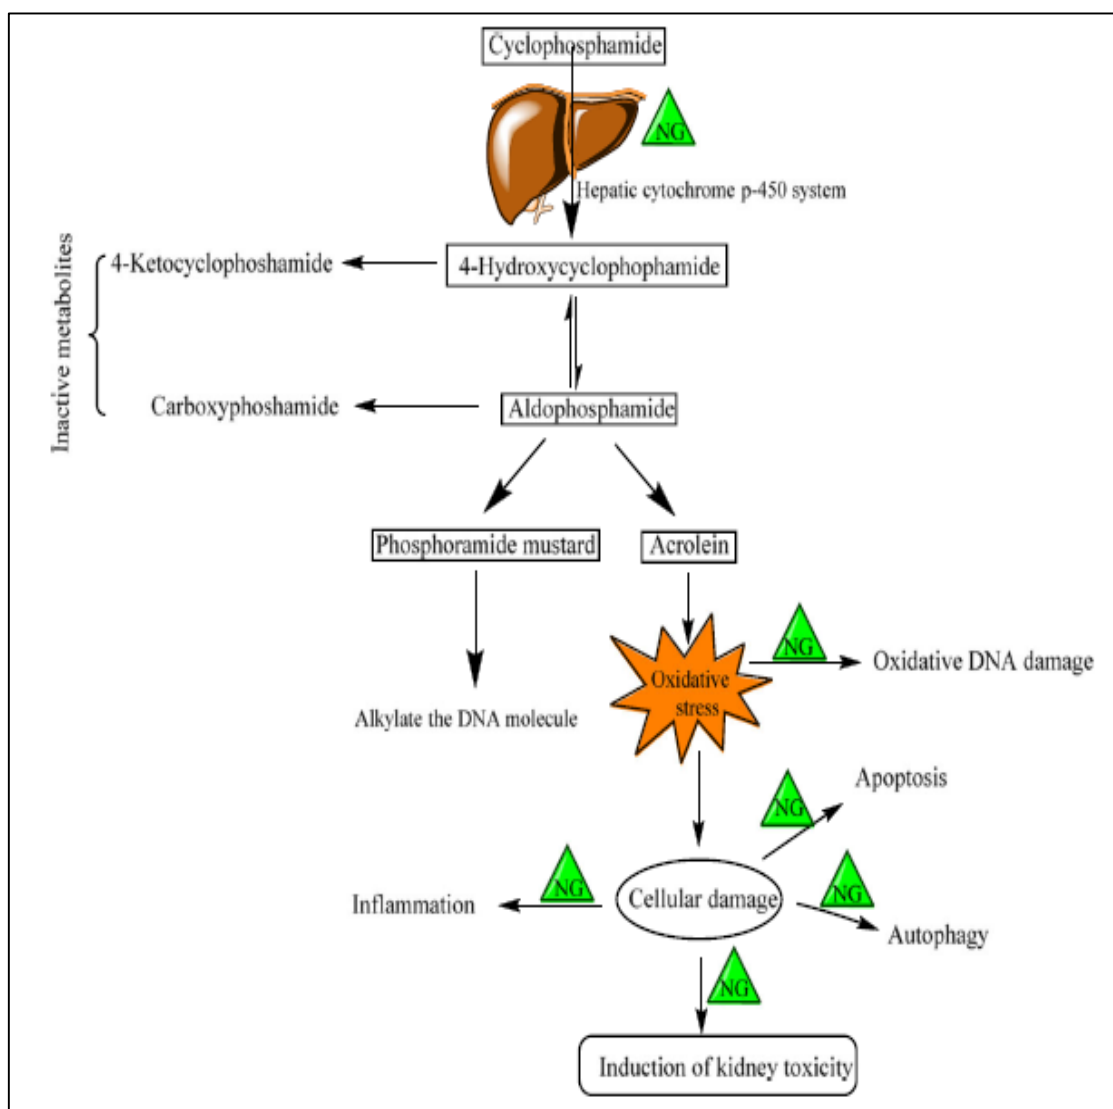 Cyclophosphamide
NG
Hepatic cytochrome p-450 system
Inactive metabolites
4-Ketocyclophoshamide
4-Hydroxycyclophophamide
Carboxyphoshamide
Aldophosphamide
Phosphoramide mustard
Acrolein
NG
Oxidative
stress
Oxidative DNA damage
Alkylate the DNA molecule
NG
Apoptosis
NG
Inflammation
Cellular damage
NG
Autophagy
NG
Induction of kidney toxicity